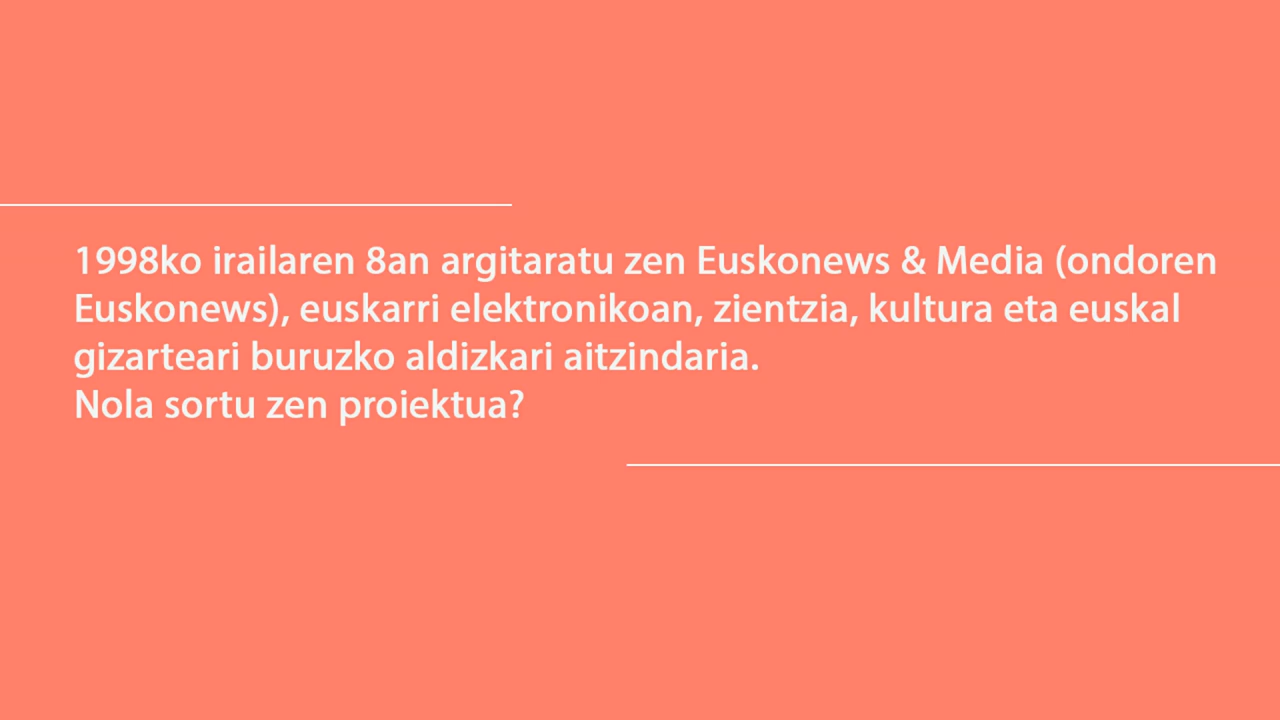 1998ko irailaren 8an argitaratu zen Euskonews & Media (ondoren
Euskonews), euskarri elektronikoan, zientzia, kultura eta euskal
gizarteari buruzko aldizkari aitzindaria.
Nola sortu zen proiektua?